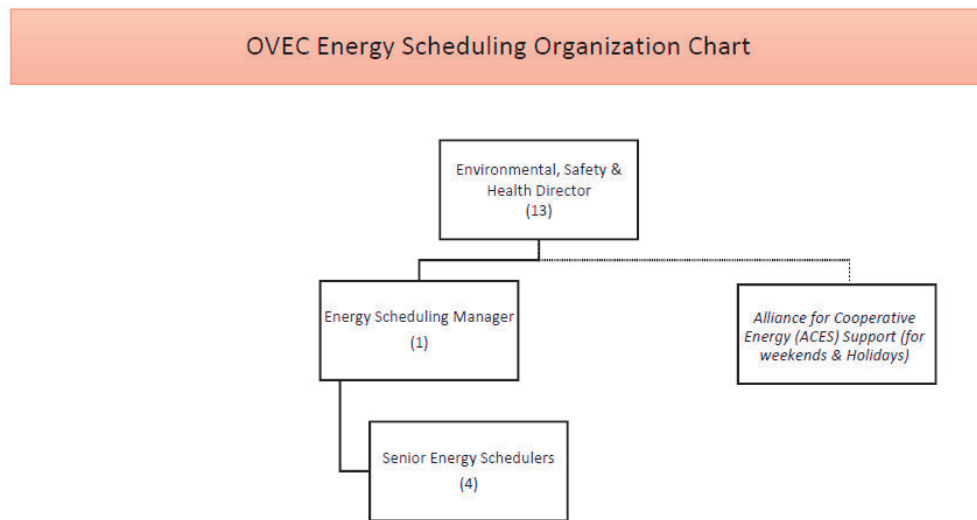 OVEC Energy Scheduling Organization Chart
Environmental, Safety &
Health Director
(13)
Energy Scheduling Manager
(1)
Alliance for Cooperative
Energy (ACES) Support (for
weekends & Holidays)
Senior Energy Schedulers
(4)